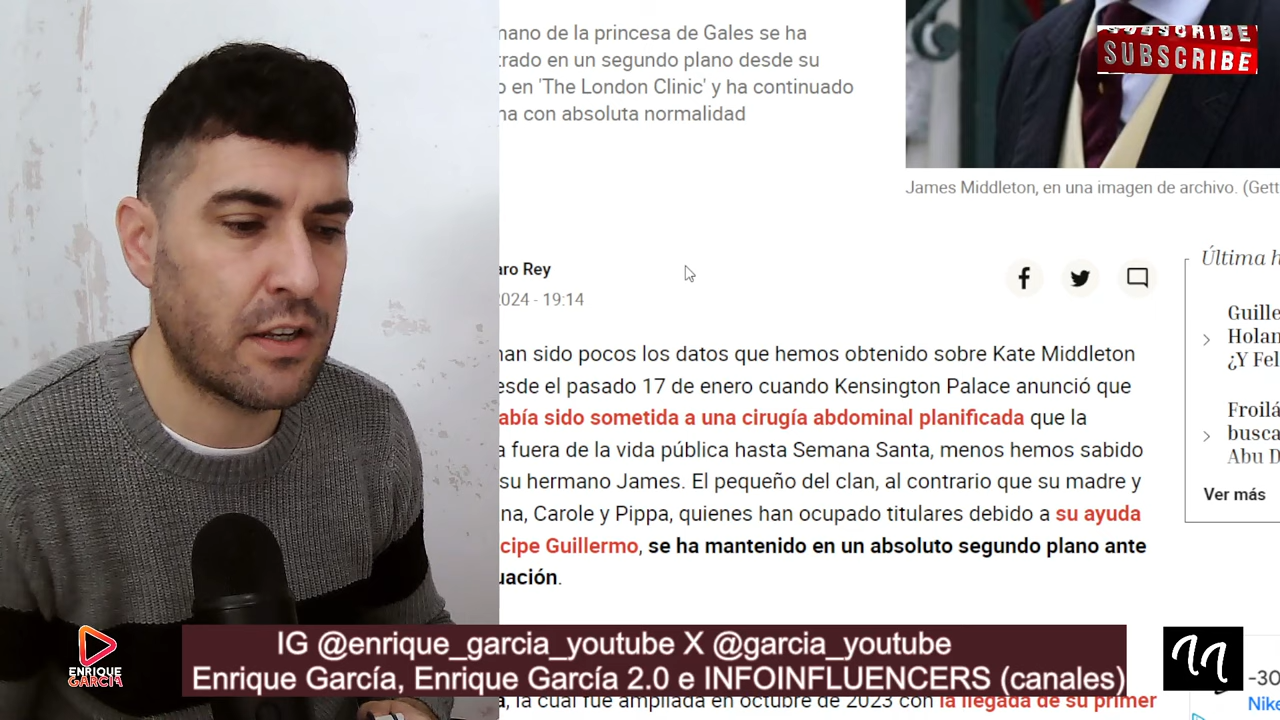 nano de la princesa de Gales se ha
trado en un segundo plano desde su
o en 'The London Clinic' y ha continuado
na con absoluta normalidad
SUBSCRIBE
SUBSCRIBE
James Middleton, en una imagen de archivo. (Gett
aro Rey
2024 - 19:14
Última h
Guille
Holan
¿Y Fel
Froilá
busca
Abu D
Ver más
nan sido pocos los datos que hemos obtenido sobre Kate Middleton
esde el pasado 17 de enero cuando Kensington Palace anunció que
abía sido sometida a una cirugía abdominal planificada que la
a fuera de la vida pública hasta Semana Santa, menos hemos sabido
su hermano James. El pequeño del clan, al contrario que su madre y
na, Carole y Pippa, quienes han ocupado titulares debido a su ayuda
cipe Guillermo, se ha mantenido en un absoluto segundo plano ante
uación.
ENRIQUE
GARCÍA
IG @enrique_garcia_youtube X @garcia_youtube
Enrique García, Enrique García 2.0 e INFOINFLUENCERS (canales)
a, la cual fue ampliada en octubre de 2023 con la llegada de su primer
-30
Nike